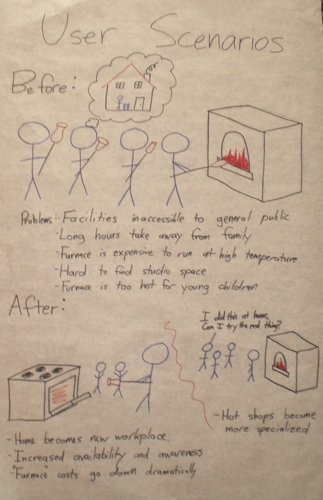 User Scenarios
Before:
Problems: - Facilities inaccessible to general public
- Long hours take away from family
- Furnace is expensive to run at high temperature
- Hard to find studio space
- Furnace is too hot for young children
After:
I did this at home,
Can I try the real thing?
- Hot shops become
more specialized
- Home becomes new workplace.
- Increased availability and awareness
- "Furnace" costs go down dramatically